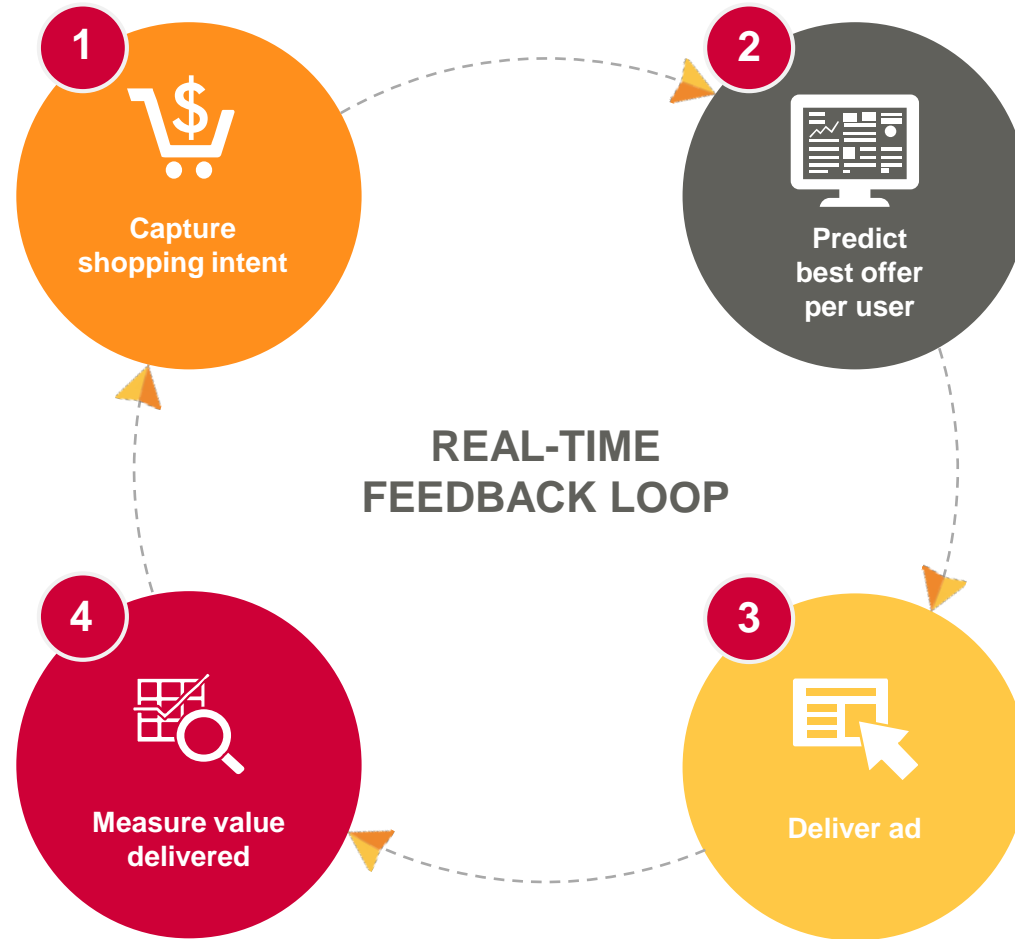 1
$
Capture
shopping intent
2
Predict
best offer
per user
REAL-TIME
FEEDBACK LOOP
3
Deliver ad
4
Measure value
delivered